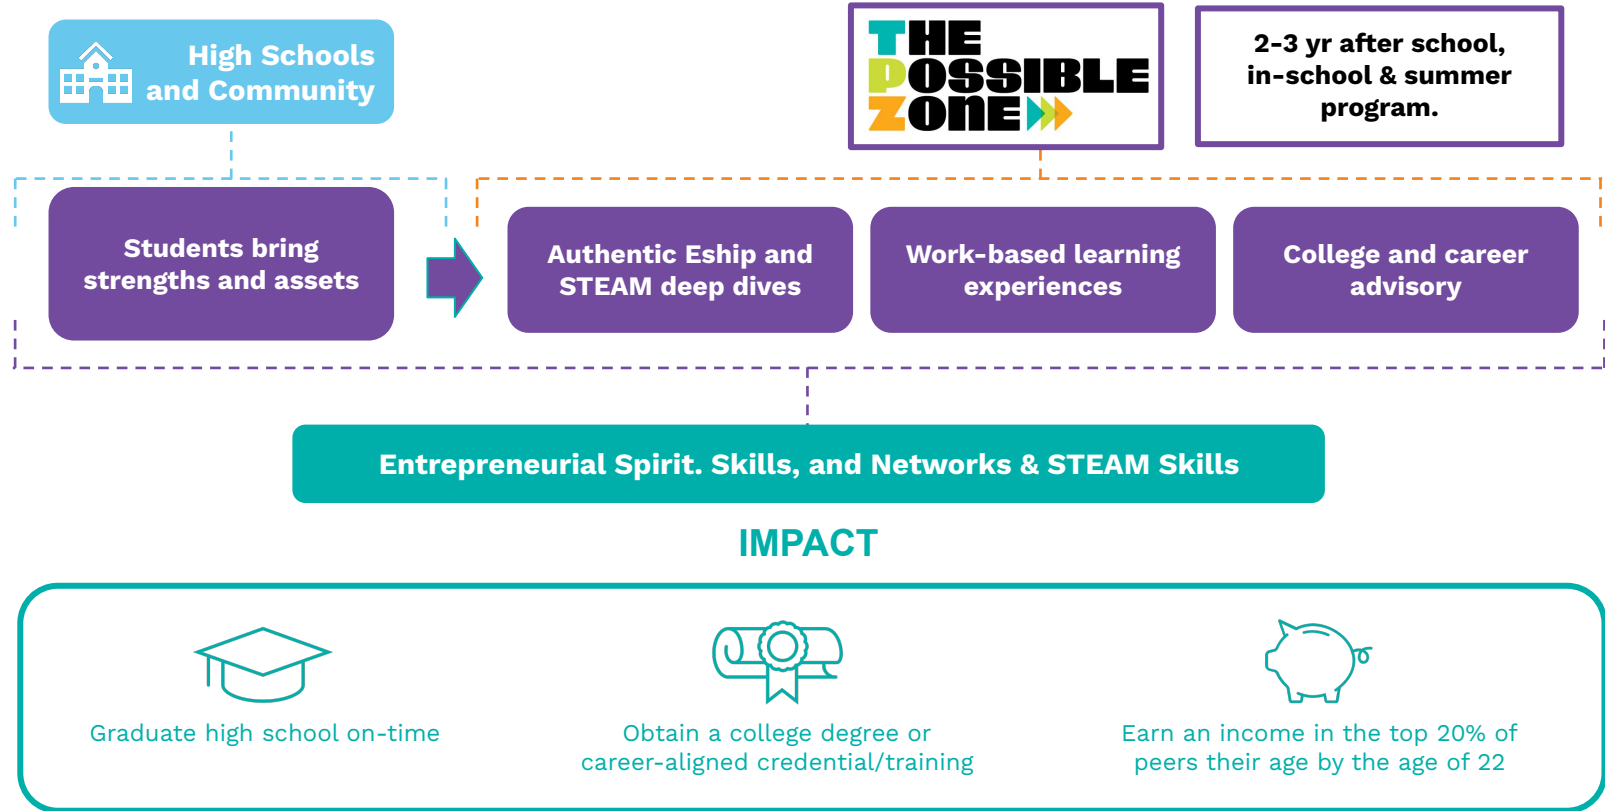 High Schools
and Community
THE
POSSIBLE
ZONE
2-3 yr after school,
in-school & summer
program.
Students bring
strengths and assets
Authentic Eship and
STEAM deep dives
Work-based learning
experiences
College and career
advisory
Entrepreneurial Spirit. Skills, and Networks & STEAM Skills
IMPACT
Graduate high school on-time
Obtain a college degree or
career-aligned credential/training
Earn an income in the top 20% of
peers their age by the age of 22